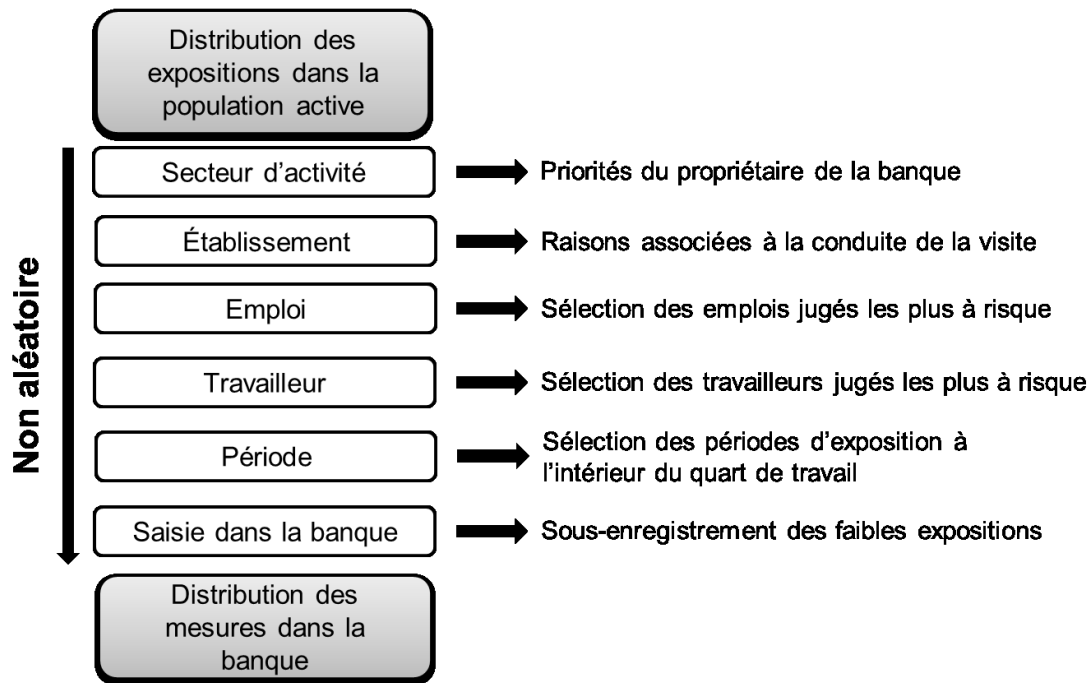 Distribution des
expositions dans la
population active
Non aléatoire
Secteur d'activité
Priorités du propriétaire de la banque
Établissement
Raisons associées à la conduite de la visite
Emploi
Sélection des emplois jugés les plus à risque
Travailleur
Sélection des travailleurs jugés les plus à risque
Période
Sélection des périodes d'exposition à
l'intérieur du quart de travail
Saisie dans la banque
Sous-enregistrement des faibles expositions
Distribution des
mesures dans la
banque